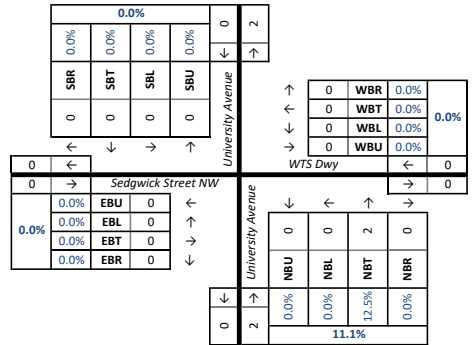 0.0%
0
2
0.0% 0.0% 0.0% 0.0%
↓ ↑
SBR SBT SBL SBU
University Avenue
0 0 0 0
← ↓ → ↑
↑ 0 WBR 0.0%
← 0 WBT 0.0%
↓ 0 WBL 0.0%
→ 0 WBU 0.0%
0.0%
0 ←
WTS Dwy
← 0
0 →
Sedgwick Street NW
→ 0
0.0%
0.0% EBU 0 ←
0.0% EBL 0 ↑
0.0% EBT 0 →
0.0% EBR 0 ↓
University Avenue
↓ ← ↑ →
0 0 2 0
NBU NBL NBT NBR
↓ ↑
0.0% 0.0% 12.5% 0.0%
0 2
11.1%